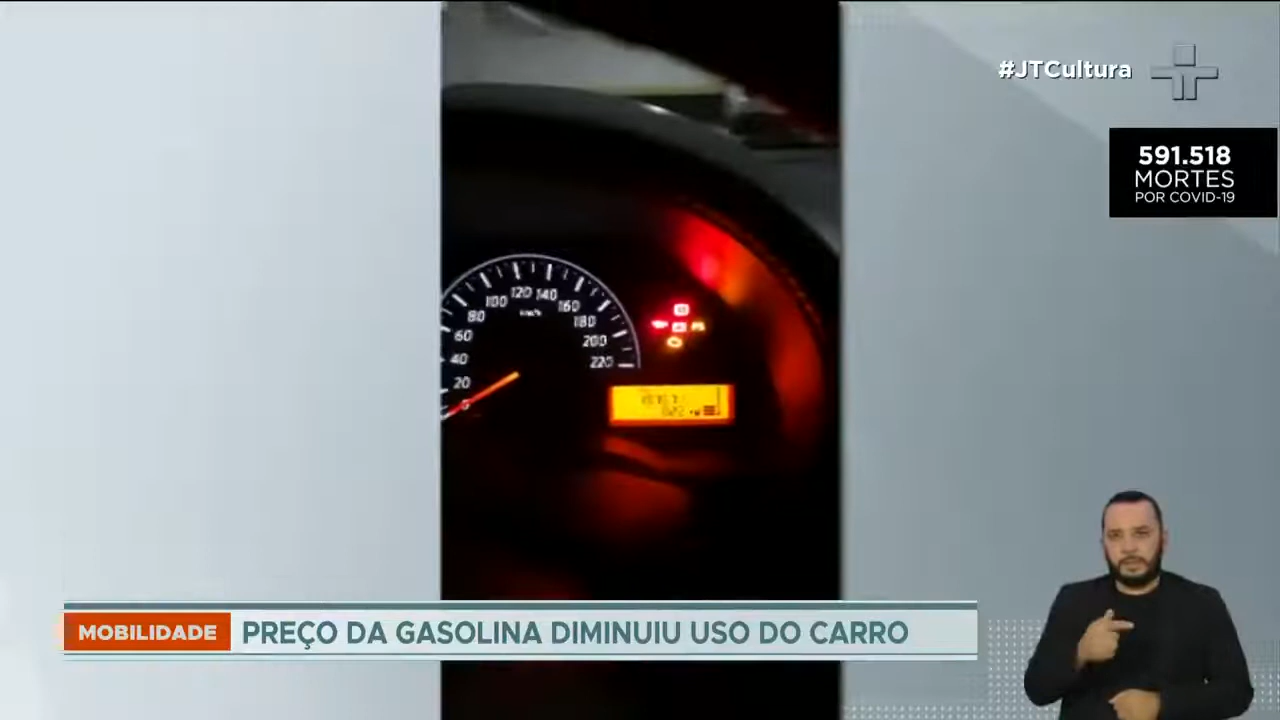 #JTCultura
591.518
MORTES
POR COVID-19
120 140
100 160
80 km/h 180
60 200
40 220
20
MOBILIDADE PREÇO DA GASOLINA DIMINUIU USO DO CARRO